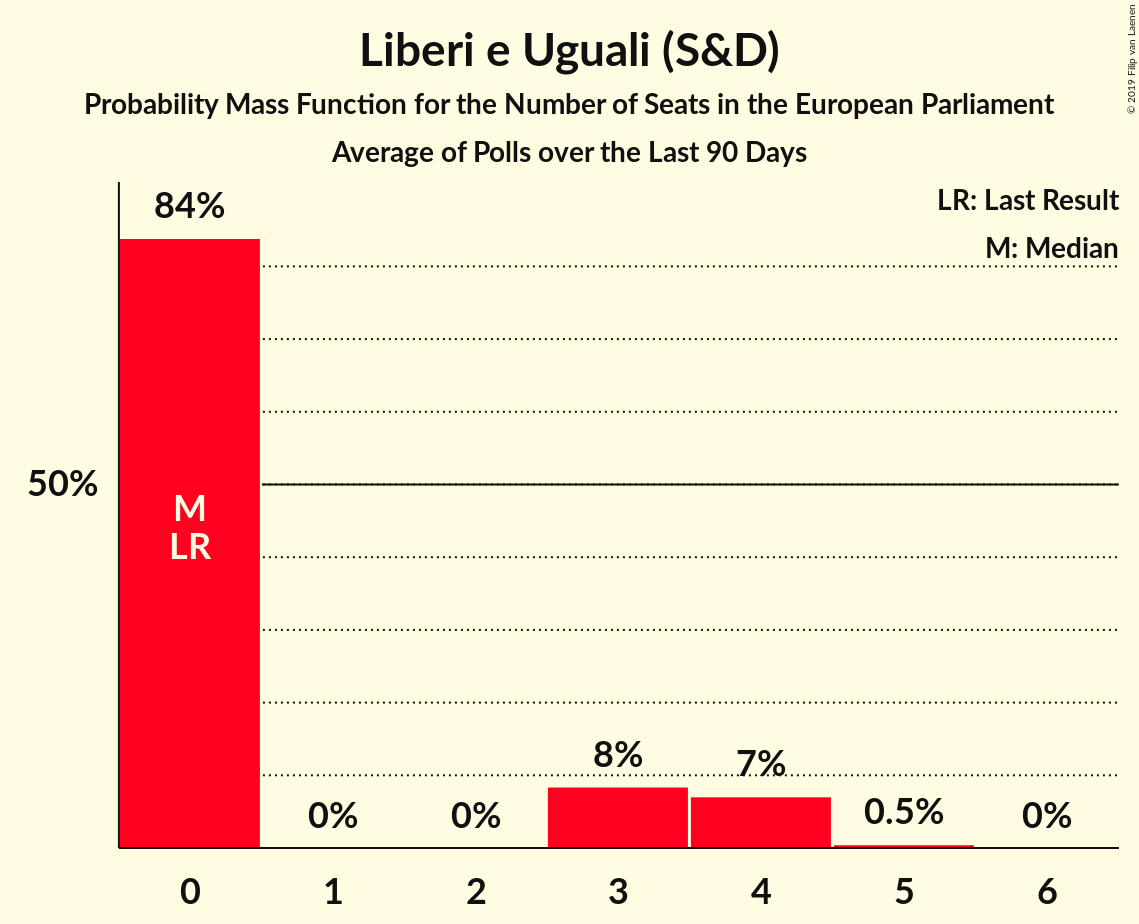 Liberi e Uguali (S&D)
Probability Mass Function for the Number of Seats in the European Parliament
Average of Polls over the Last 90 Days
© 2019 Filip van Laenen
LR: Last Result
M: Median
84%
50%
M
LR
0%
0%
8%
7%
0.5%
0%
0
1
2
3
4
5
6